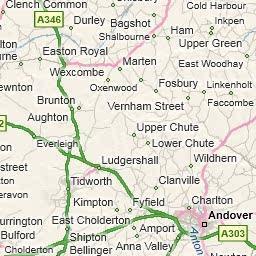 Clench Common
Cold Harbour
A346
Durley
Bagshot
Inkpen
Shalbourne
Ham
Upper Green
Easton Royal
Marten
East Woodhay
Wexcombe
Oxenwood
Fosbury
Linkenholt
Brunton
Vernham Street
Faccombe
Aughton
Upper Chute
Everleigh
Lower Chute
Ludgershall
Wildhern
Tidworth
Clanville
Kimpton
Fyfield
Charlton
East Cholderton
Andover
Bulford
Amport
A303
Cholderton
Shipton
Bellinger
Anna Valley
Anton